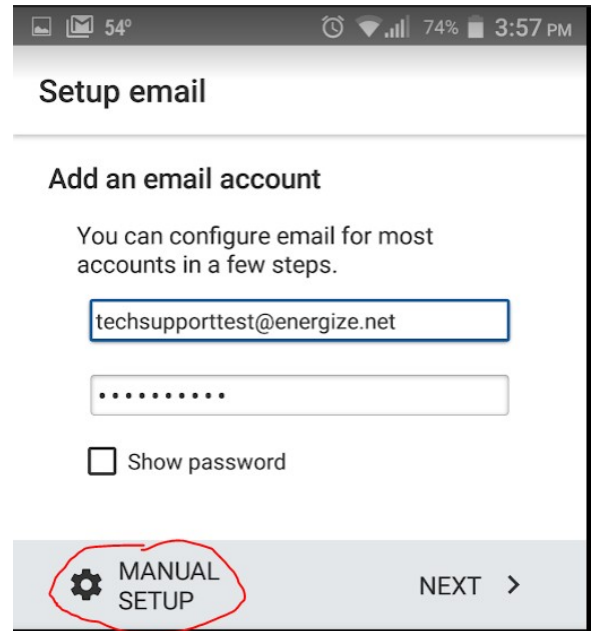 54° 74% 3:57 PM
Setup email
Add an email account
You can configure email for most
accounts in a few steps.
techsupporttest@energize.net
••••••••••
Show password
MANUAL
SETUP
NEXT